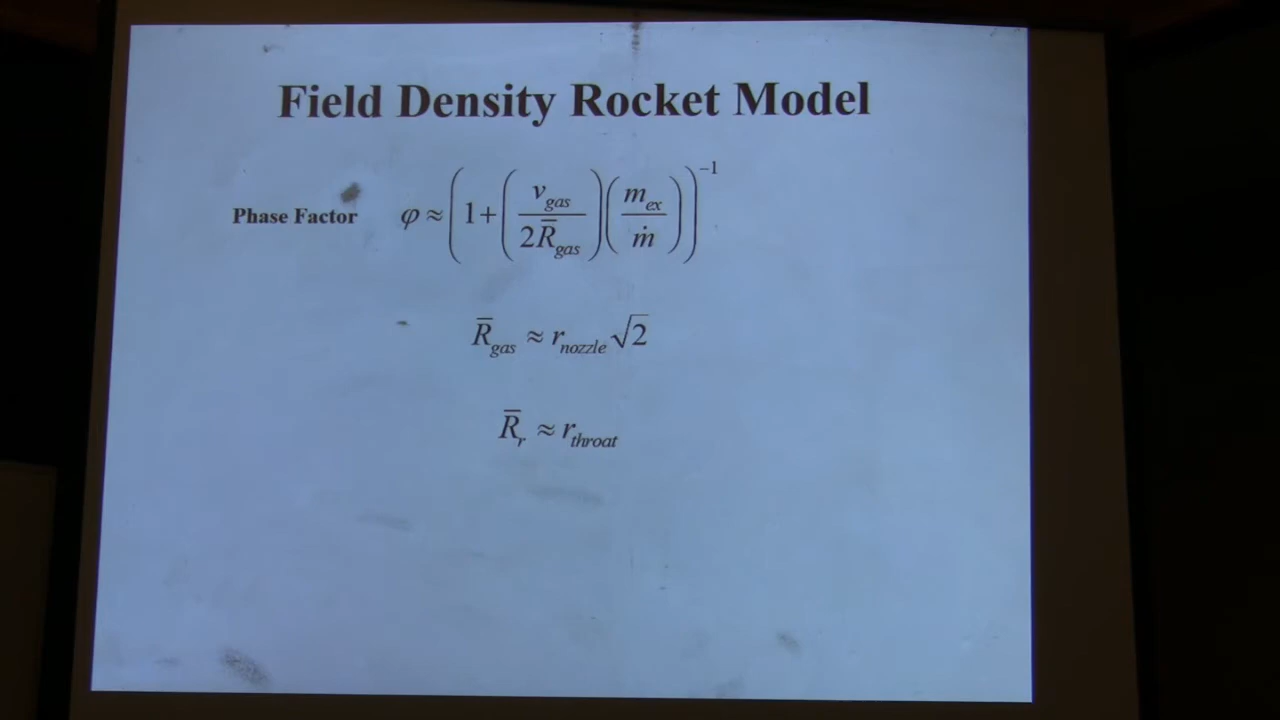 Field Density Rocket Model
Phase Factor φ ≈ (1 + (v_gas / 2R̄_gas)(m_ex / ṁ))^−1
R̄_gas ≈ r_nozzle √2
R̄_r ≈ r_throat